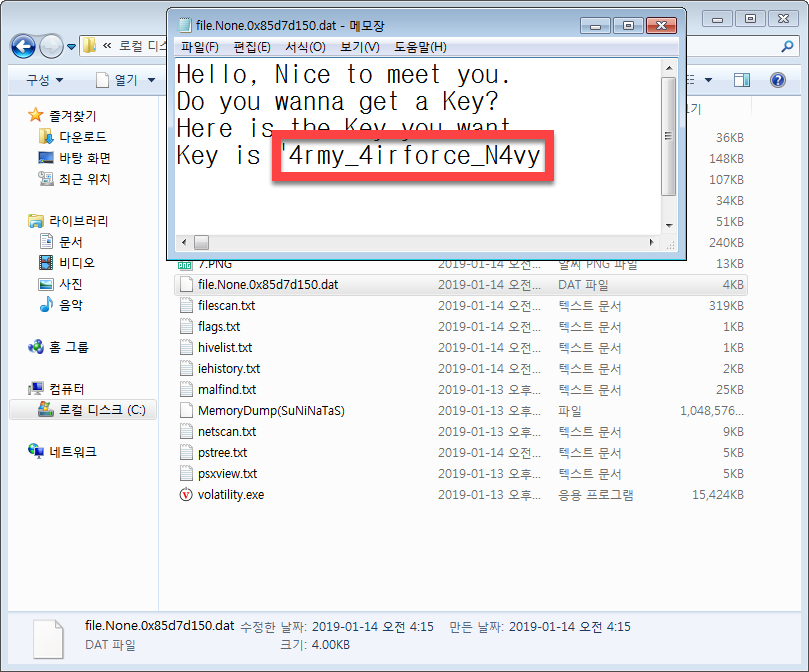 file.None.0x85d7d150.dat - 메모장
파일(F) 편집(E) 서식(O) 보기(V) 도움말(H)
Hello, Nice to meet you.
Do you wanna get a Key?
Here is the Key you want
Key is '4rmy_4irforce_N4vy
« 로컬 디스
구성 열기
즐겨찾기
다운로드
바탕 화면
최근 위치
라이브러리
문서
비디오
사진
음악
홈 그룹
컴퓨터
로컬 디스크 (C:)
네트워크
36KB
148KB
107KB
34KB
51KB
240KB
7.PNG 2019-01-14 오전... 알씨 PNG 파일 13KB
file.None.0x85d7d150.dat 2019-01-14 오전... DAT 파일 4KB
filescan.txt 2019-01-14 오전... 텍스트 문서 319KB
flags.txt 2019-01-14 오전... 텍스트 문서 1KB
hivelist.txt 2019-01-14 오전... 텍스트 문서 1KB
iehistory.txt 2019-01-14 오전... 텍스트 문서 2KB
malfind.txt 2019-01-14 오전... 텍스트 문서 25KB
MemoryDump(SuNiNaTaS) 2019-01-13 오후... 파일 1,048,576...
netscan.txt 2019-01-13 오후... 텍스트 문서 9KB
pstree.txt 2019-01-14 오전... 텍스트 문서 5KB
psxview.txt 2019-01-13 오후... 텍스트 문서 5KB
volatility.exe 2019-01-13 오후... 응용 프로그램 15,424KB
file.None.0x85d7d150.dat 수정한 날짜: 2019-01-14 오전 4:15 만든 날짜: 2019-01-14 오전 4:15
DAT 파일 크기: 4.00KB